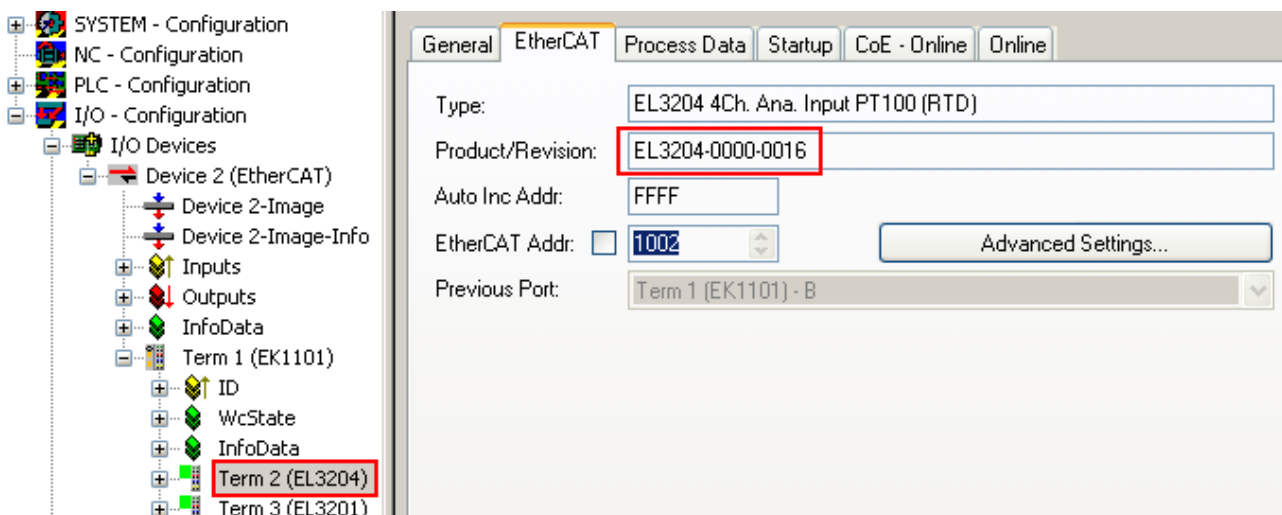 SYSTEM - Configuration
NC - Configuration
PLC - Configuration
I/O - Configuration
I/O Devices
Device 2 (EtherCAT)
Device 2-Image
Device 2-Image-Info
Inputs
Outputs
InfoData
Term 1 (EK1101)
ID
WcState
InfoData
Term 2 (EL3204)
Term 3 (EL3201)
General EtherCAT Process Data Startup CoE - Online Online
Type: EL3204 4Ch. Ana. Input PT100 (RTD)
Product/Revision: EL3204-0000-0016
Auto Inc Addr: FFFF
EtherCAT Addr: 1002 Advanced Settings...
Previous Port: Term 1 (EK1101) - B